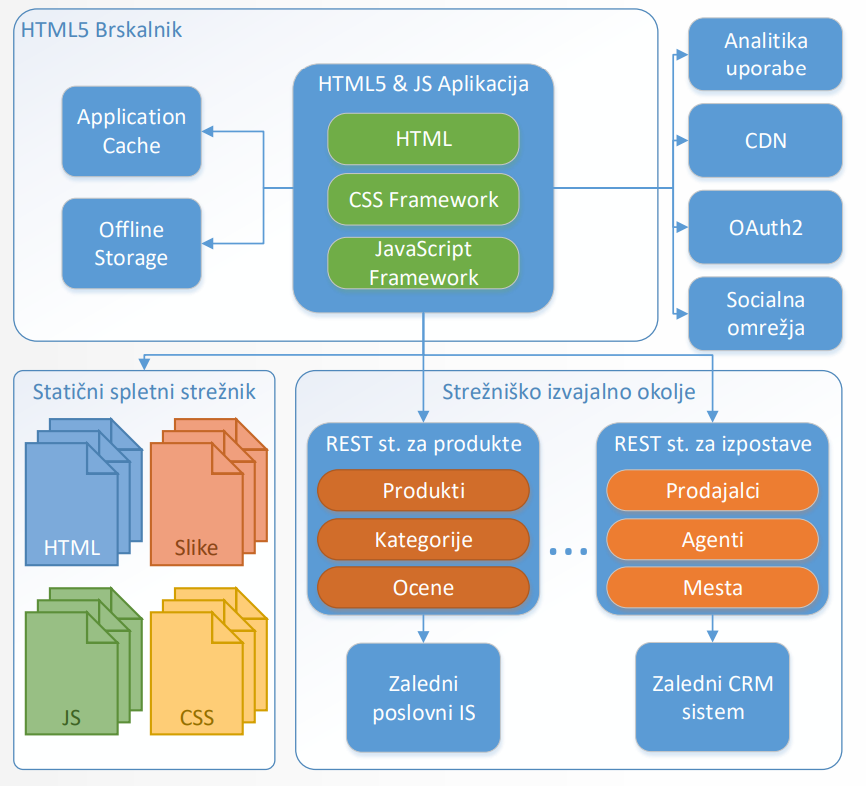 HTML5 Brskalnik
Application
Cache
Offline
Storage
HTML5 & JS Aplikacija
HTML
CSS Framework
JavaScript
Framework
Analitika
uporabe
CDN
OAuth2
Socialna
omrežja
Statični spletni strežnik
HTML
Slike
JS
CSS
Strežniško izvajalno okolje
REST st. za produkte
Produkti
Kategorije
Ocene
Zaledni
poslovni IS
...
REST st. za izpostave
Prodajalci
Agenti
Mesta
Zaledni CRM
sistem